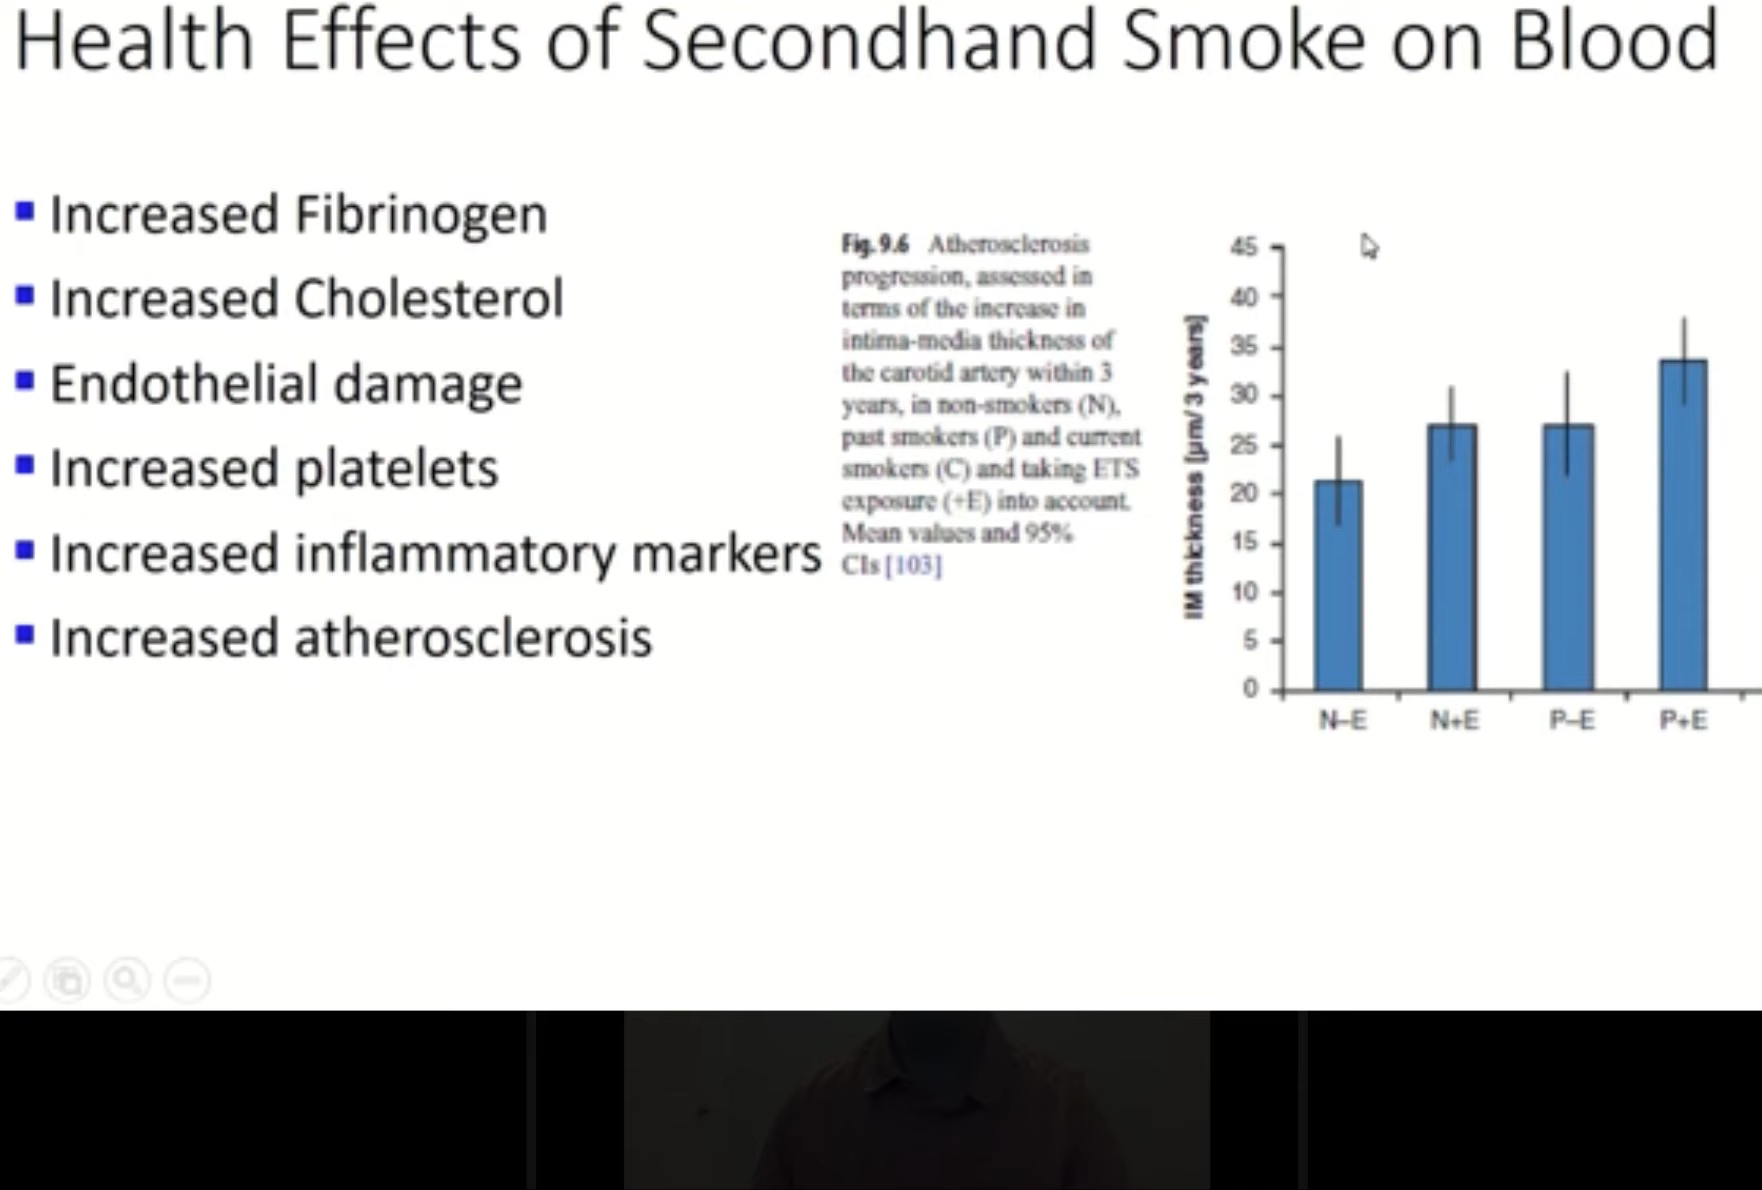 Health Effects of Secondhand Smoke on Blood
Increased Fibrinogen
Increased Cholesterol
Endothelial damage
Increased platelets
Increased inflammatory markers
Increased atherosclerosis
Fig. 9.6 Atherosclerosis
progression, assessed in
terms of the increase in
intima-media thickness of
the carotid artery within 3
years, in non-smokers (N),
past smokers (P) and current
smokers (C) and taking ETS
exposure (+E) into account.
Mean values and 95%
CIs [103]
IM thickness [µm/ 3 years]
45
40
35
30
25
20
15
10
5
0
N–E N+E P–E P+E